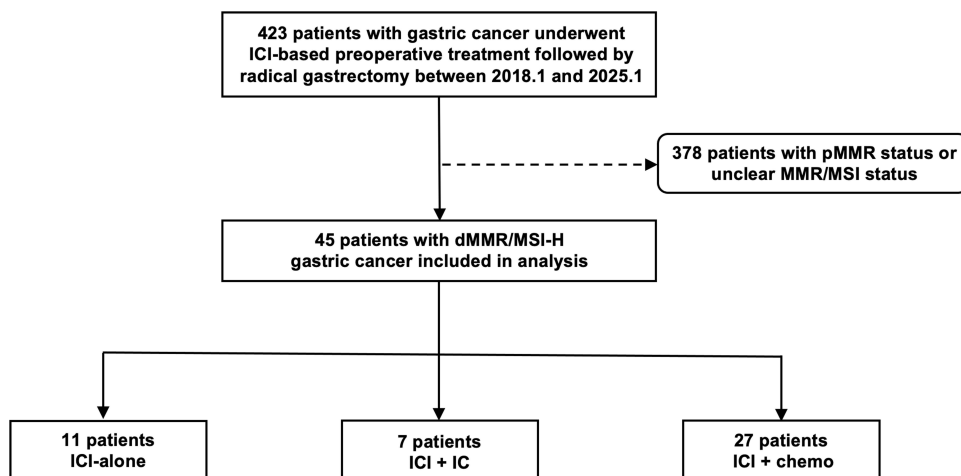 423 patients with gastric cancer underwent
ICI-based preoperative treatment followed by
radical gastrectomy between 2018.1 and 2025.1
378 patients with pMMR status or
unclear MMR/MSI status
45 patients with dMMR/MSI-H
gastric cancer included in analysis
11 patients
ICI-alone
7 patients
ICI + IC
27 patients
ICI + chemo